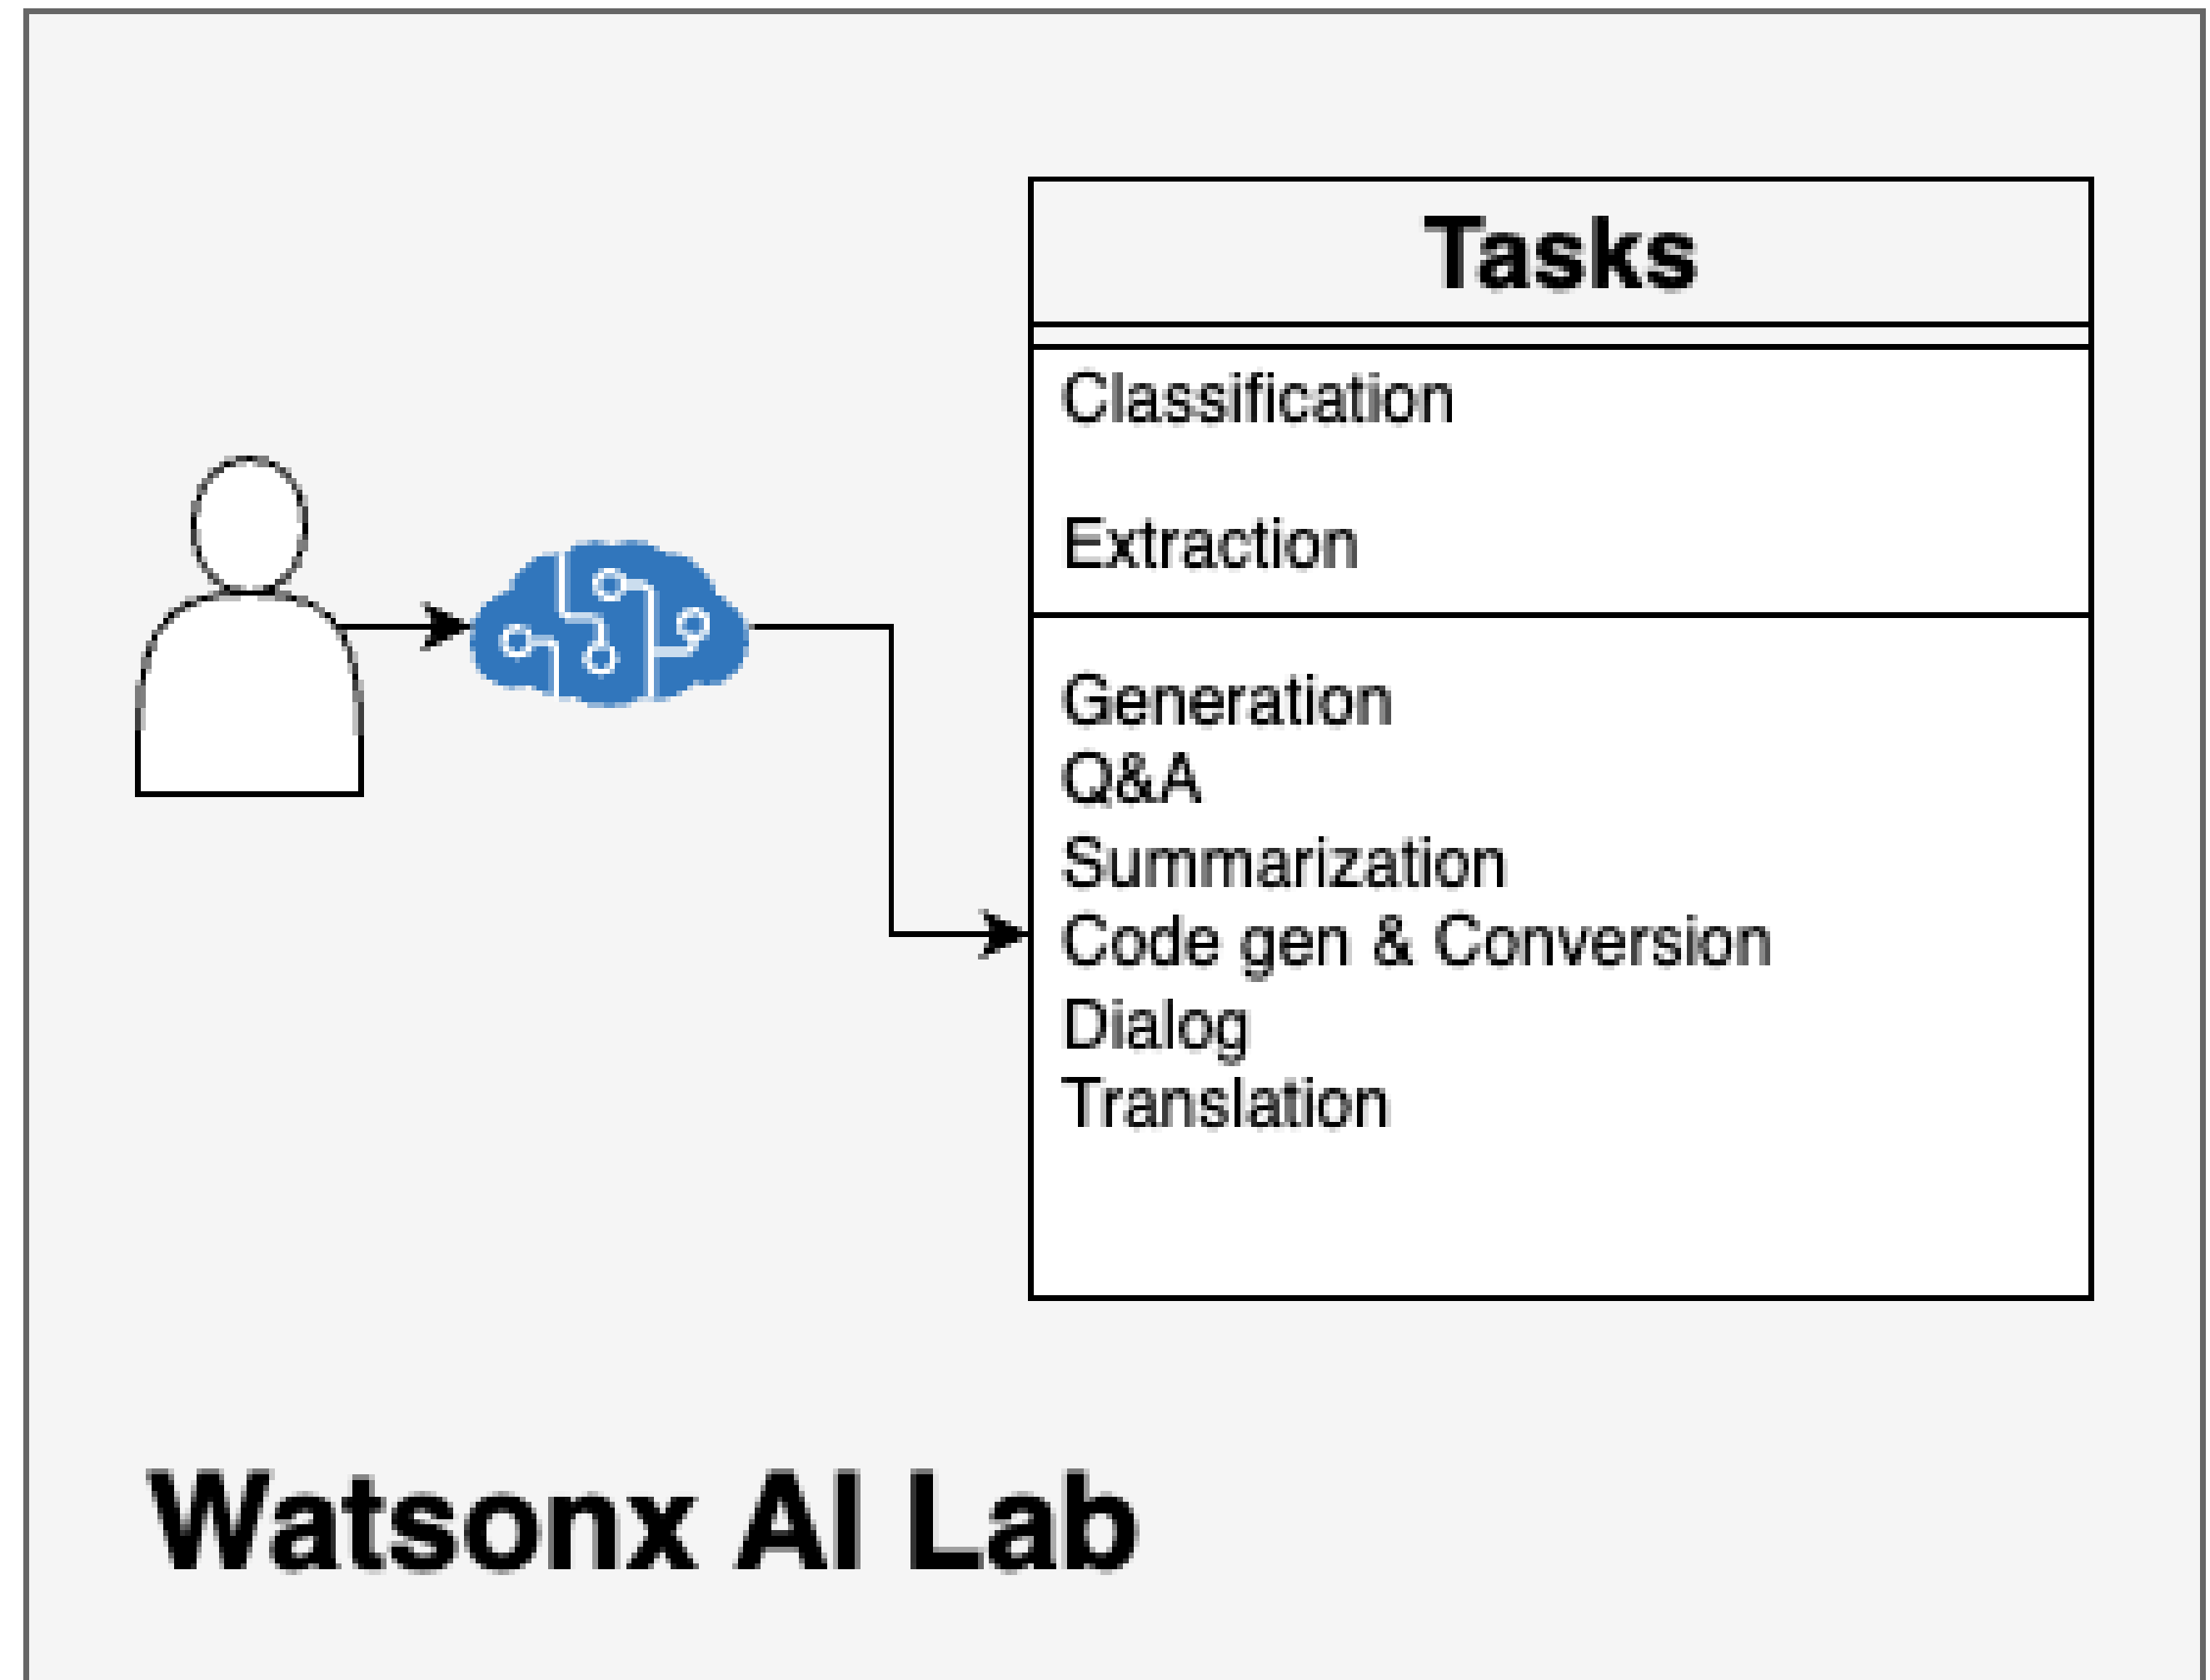 Tasks
Classification
Extraction
Generation
Q&A
Summarization
Code gen & Conversion
Dialog
Translation
Watsonx AI Lab